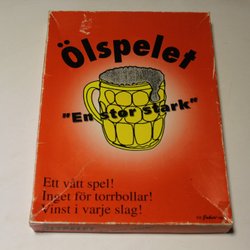 Ölspelet
"En stor stark"
Ett vått spel!
Inget för torrbollar!
Vinst i varje slag!